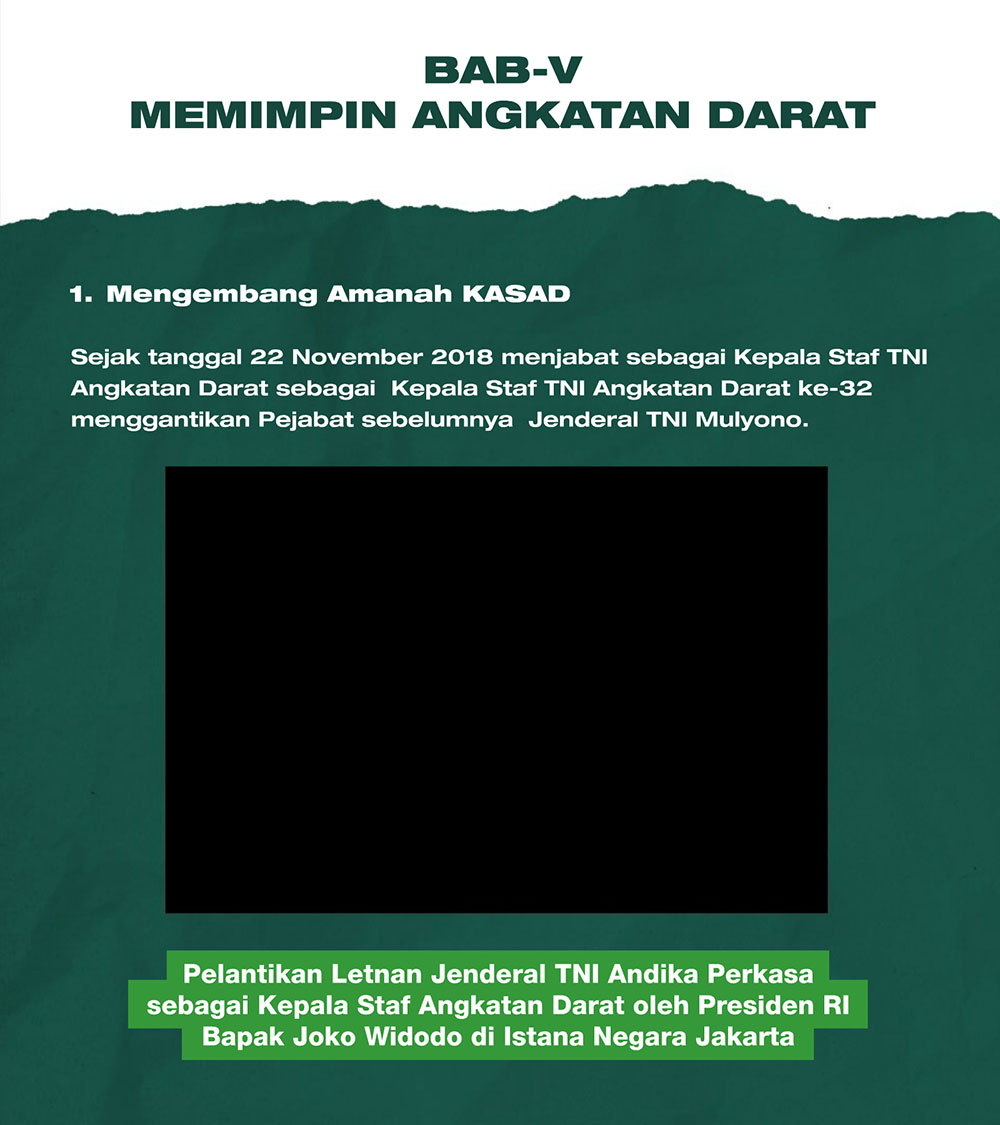 BAB-V
MEMIMPIN ANGKATAN DARAT
1. Mengembang Amanah KASAD
Sejak tanggal 22 November 2018 menjabat sebagai Kepala Staf TNI
Angkatan Darat sebagai  Kepala Staf TNI Angkatan Darat ke-32
menggantikan Pejabat sebelumnya  Jenderal TNI Mulyono.
Pelantikan Letnan Jenderal TNI Andika Perkasa
sebagai Kepala Staf Angkatan Darat oleh Presiden RI
Bapak Joko Widodo di Istana Negara Jakarta